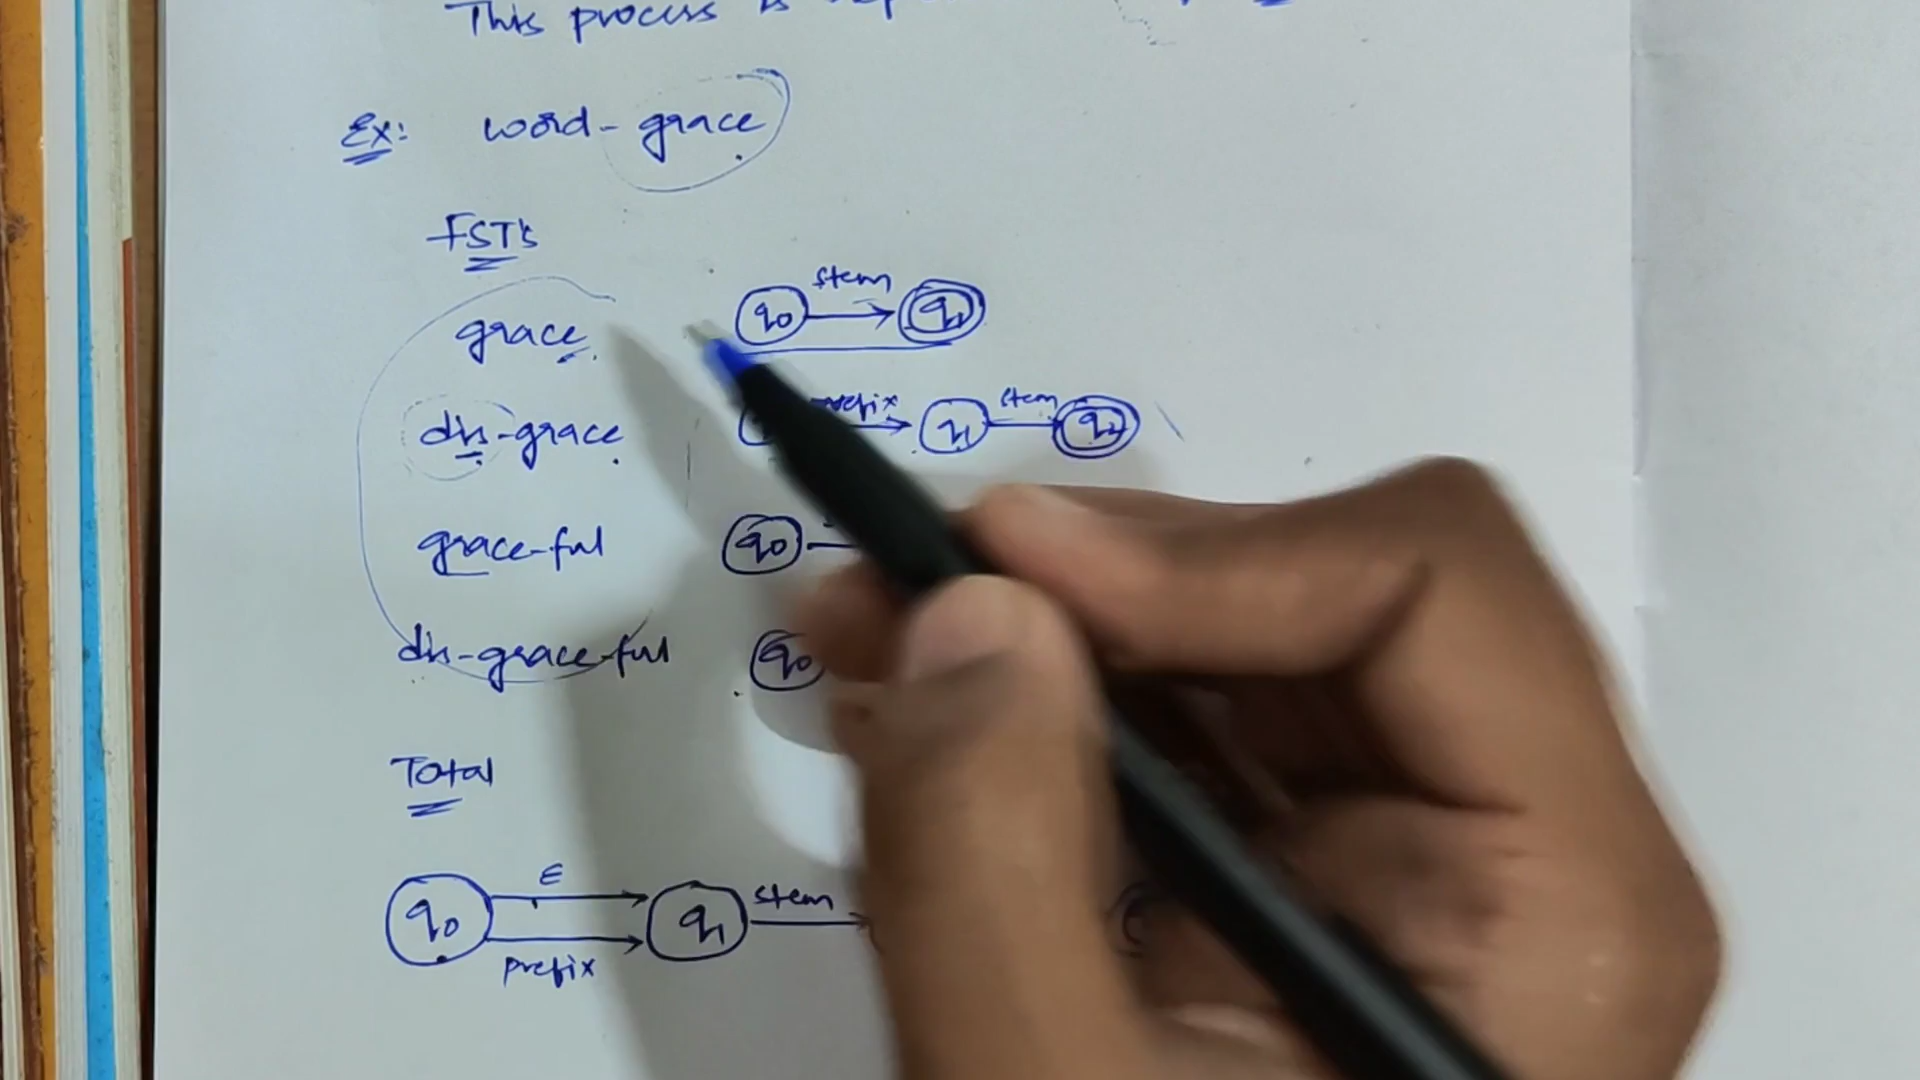 This process is
Ex: word - grace
FST's
grace q0 stem q1
dis-grace prefix q1 stem q2
grace-ful q0
dis-grace-ful q0
Total
q0 ε prefix q1 stem